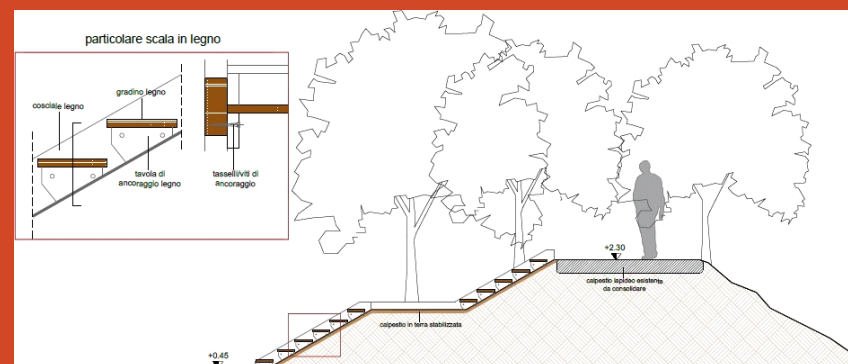 particolare scala in legno
gradino legno
cosciale legno
tavola di
ancoraggio legno
tasselli/viti di
ancoraggio
+2.30
calpestio lapideo esistente
da consolidare
calpestio in terra stabilizzata
+0.45